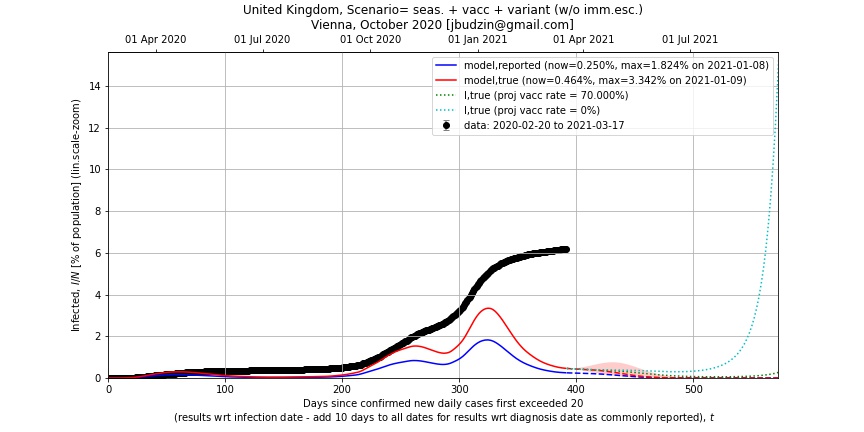 United Kingdom, Scenario= seas. + vacc + variant (w/o imm.esc.)
Vienna, October 2020 [jbudzin@gmail.com]
01 Apr 2020 01 Jul 2020 01 Oct 2020 01 Jan 2021 01 Apr 2021 01 Jul 2021
model,reported (now=0.250%, max=1.824% on 2021-01-08)
model,true (now=0.464%, max=3.342% on 2021-01-09)
I,true (proj vacc rate = 70.000%)
I,true (proj vacc rate = 0%)
data: 2020-02-20 to 2021-03-17
Infected, I/N [% of population] (lin.scale-zoom)
14
12
10
8
6
4
2
0
0 100 200 300 400 500
Days since confirmed new daily cases first exceeded 20
(results wrt infection date - add 10 days to all dates for results wrt diagnosis date as commonly reported), t